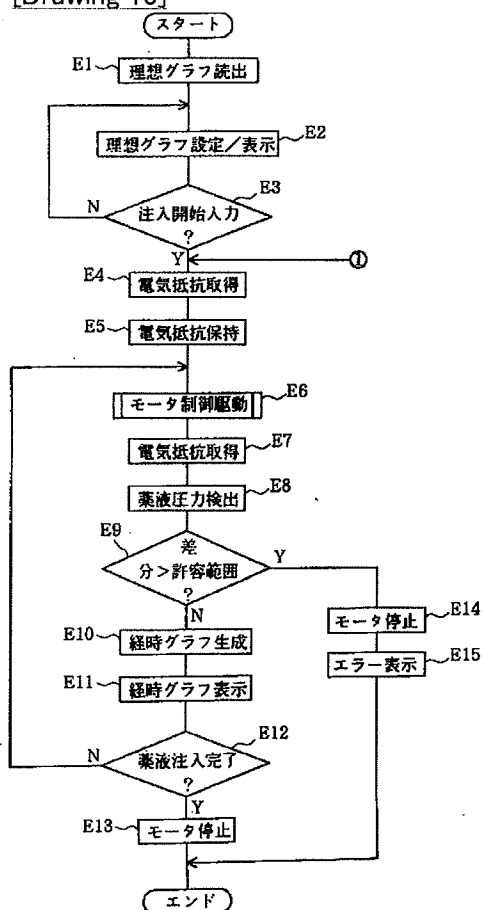 [Drawing 10]
スタート
E1
理想グラフ読出
理想グラフ設定／表示
E2
E3
N
注入開始入力
?
Y
①
E4
電気抵抗取得
E5
電気抵抗保持
モータ制御駆動
E6
電気抵抗取得
E7
薬液圧力検出
E8
E9
差
分>許容範囲
?
Y
N
E10
経時グラフ生成
モータ停止
E14
E11
経時グラフ表示
エラー表示
E15
E12
N
薬液注入完了
?
Y
E13
モータ停止
エンド